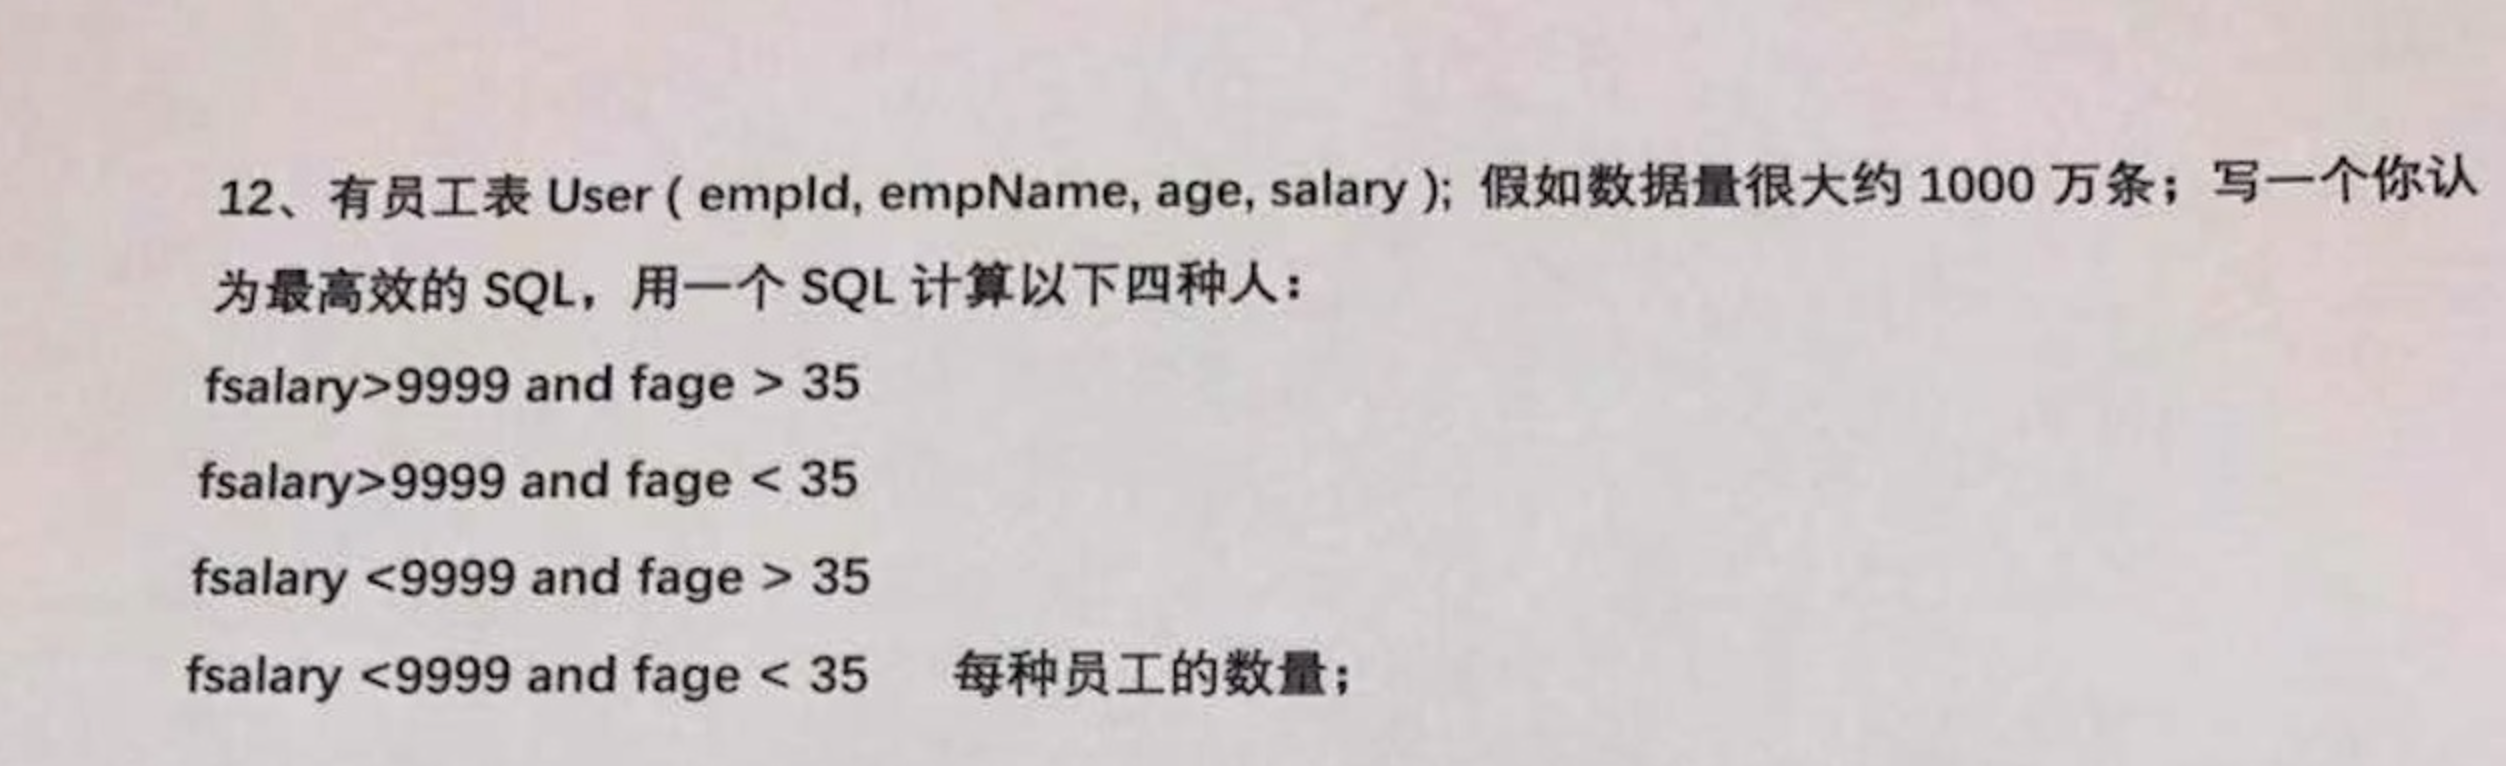 12、有员工表 User ( empId, empName, age, salary ); 假如数据量很大约 1000 万条；写一个你认
为最高效的 SQL，用一个 SQL 计算以下四种人：
fsalary>9999 and fage > 35
fsalary>9999 and fage < 35
fsalary <9999 and fage > 35
fsalary <9999 and fage < 35 每种员工的数量；